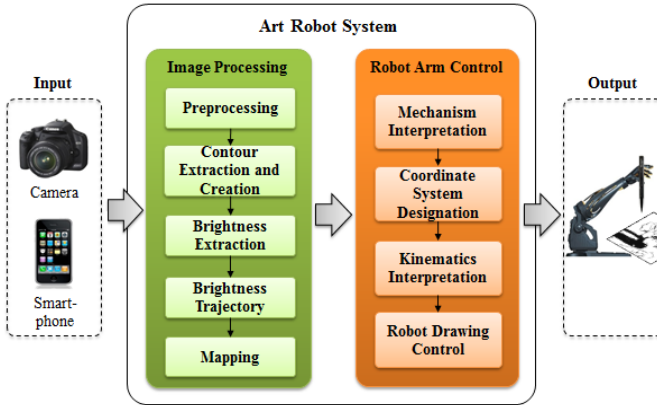 Art Robot System
Input
Camera
Smart-
phone
Image Processing
Preprocessing
Contour
Extraction and
Creation
Brightness
Extraction
Brightness
Trajectory
Mapping
Robot Arm Control
Mechanism
Interpretation
Coordinate
System
Designation
Kinematics
Interpretation
Robot Drawing
Control
Output